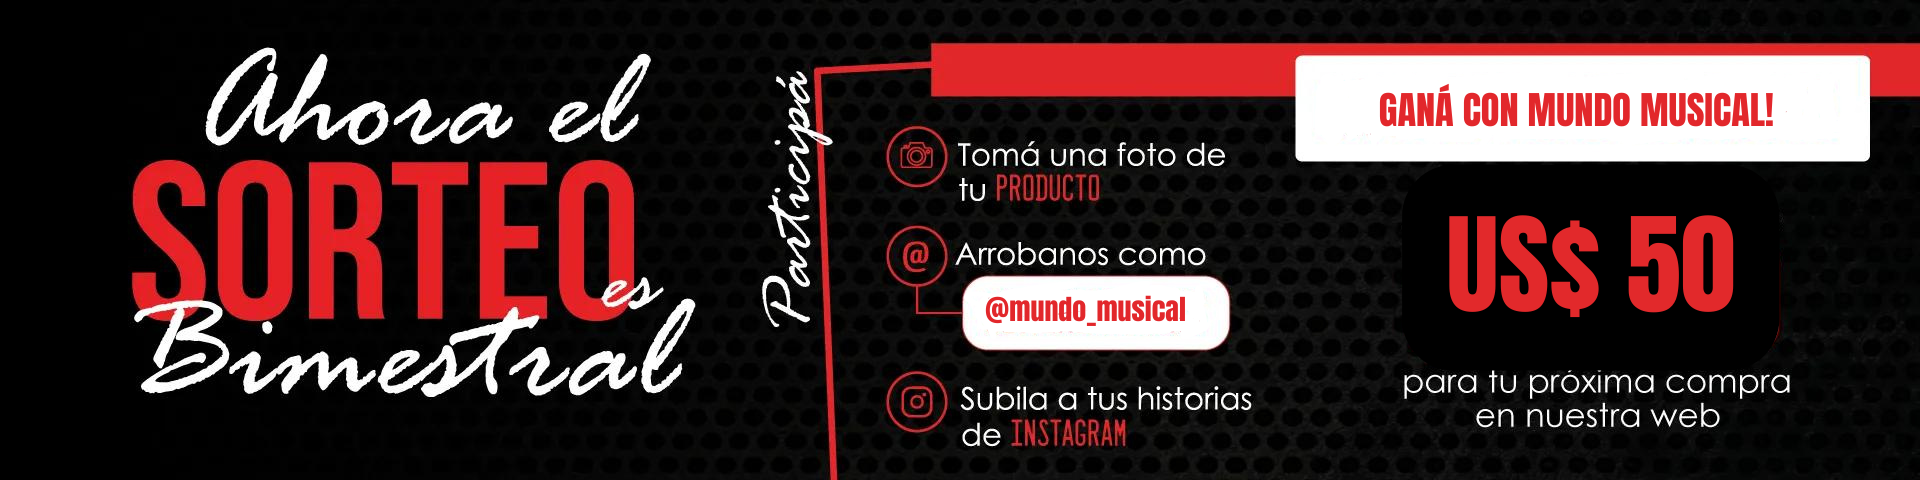 Ahora el
SORTEO
es
Bimestral
Participá
Tomá una foto de
tu PRODUCTO
@
Arrobanos como
@mundo_musical
Subila a tus historias
de INSTAGRAM
GANÁ CON MUNDO MUSICAL!
US$ 50
para tu próxima compra
en nuestra web